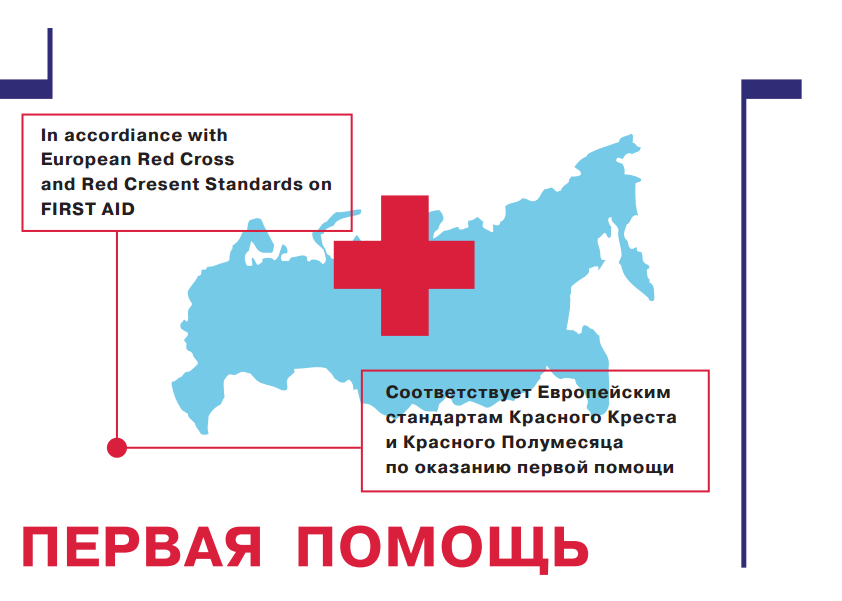 In accordiance with
European Red Cross
and Red Cresent Standards on
FIRST AID
Соответствует Европейским
стандартам Красного Креста
и Красного Полумесяца
по оказанию первой помощи
ПЕРВАЯ ПОМОЩЬ